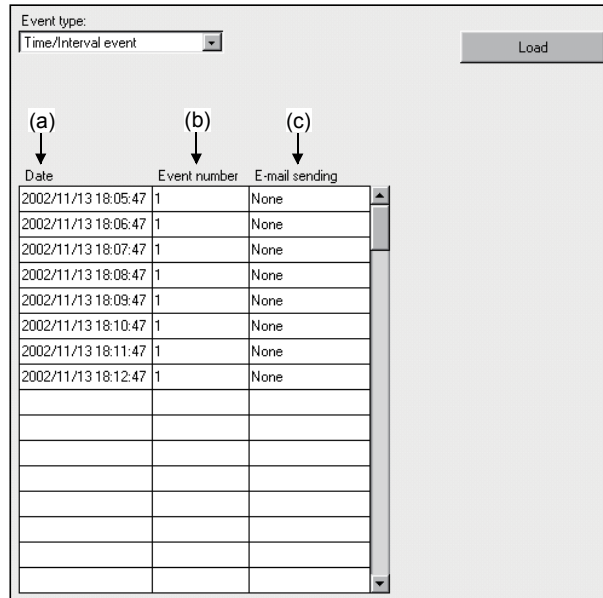 Event type:
Time/Interval event
Load
(a) (b) (c)
Date Event number E-mail sending
2002/11/13 18:05:47 1 None
2002/11/13 18:06:47 1 None
2002/11/13 18:07:47 1 None
2002/11/13 18:08:47 1 None
2002/11/13 18:09:47 1 None
2002/11/13 18:10:47 1 None
2002/11/13 18:11:47 1 None
2002/11/13 18:12:47 1 None